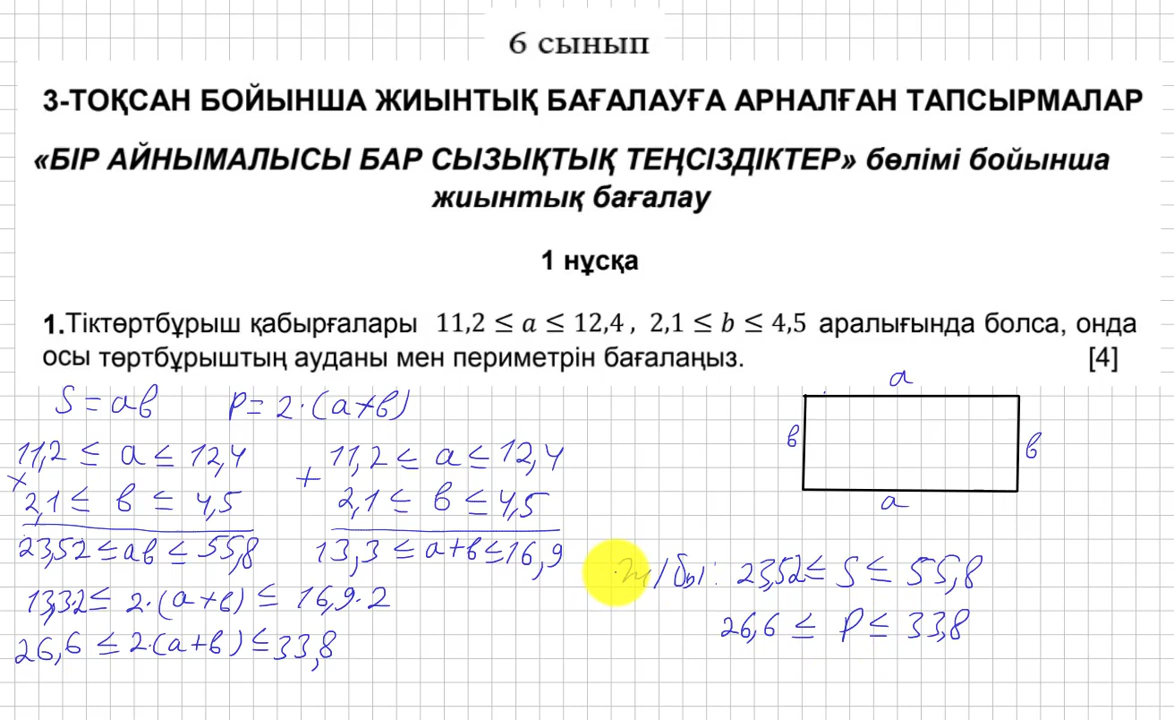 6 сынып
3-ТОҚСАН БОЙЫНША ЖИЫНТЫҚ БАҒАЛАУҒА АРНАЛҒАН ТАПСЫРМАЛАР
«БІР АЙНЫМАЛЫСЫ БАР СЫЗЫҚТЫҚ ТЕҢСІЗДІКТЕР» бөлімі бойынша
жиынтық бағалау
1 нұсқа
1.Тіктөртбұрыш қабырғалары 11,2 ≤ a ≤ 12,4 , 2,1 ≤ b ≤ 4,5 аралығында болса, онда
осы төртбұрыштың ауданы мен периметрін бағалаңыз. [4]
S = ав P = 2·(а+в)
11,2 ≤ а ≤ 12,4
×
2,1 ≤ в ≤ 4,5
23,52 ≤ ав ≤ 55,8
11,2 ≤ а ≤ 12,4
+
2,1 ≤ в ≤ 4,5
13,3 ≤ а+в ≤ 16,9
13,3·2 ≤ 2·(а+в) ≤ 16,9·2
26,6 ≤ 2·(а+в) ≤ 33,8
а
в
в
а
/бы: 23,52 ≤ S ≤ 55,8
26,6 ≤ P ≤ 33,8